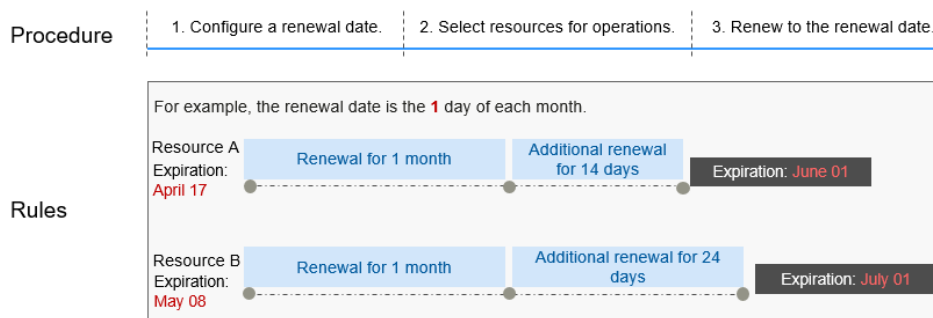 Procedure
1. Configure a renewal date.
2. Select resources for operations.
3. Renew to the renewal date.
Rules
For example, the renewal date is the 1 day of each month.
Resource A
Expiration:
April 17
Renewal for 1 month
Additional renewal
for 14 days
Expiration: June 01
Resource B
Expiration:
May 08
Renewal for 1 month
Additional renewal for 24
days
Expiration: July 01